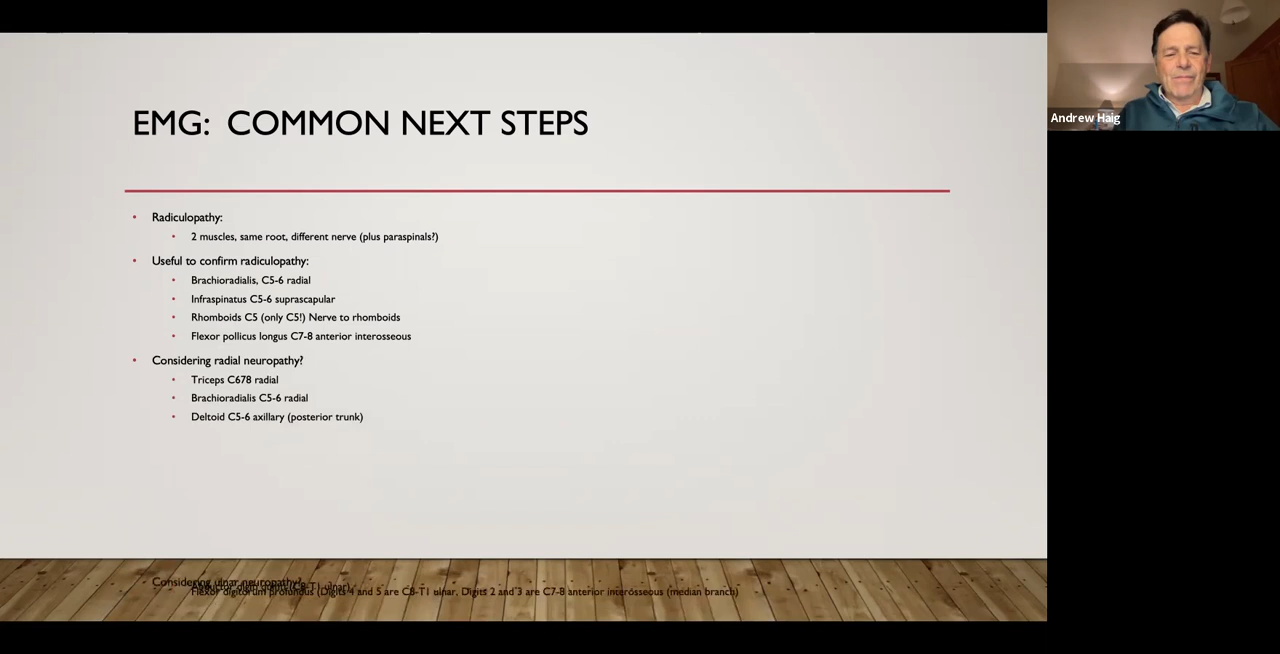 EMG: COMMON NEXT STEPS
Andrew Haig
• Radiculopathy:
• 2 muscles, same root, different nerve (plus paraspinals?)
• Useful to confirm radiculopathy:
• Brachioradialis, C5-6 radial
• Infraspinatus C5-6 suprascapular
• Rhomboids C5 (only C5!) Nerve to rhomboids
• Flexor pollicus longus C7-8 anterior interosseous
• Considering radial neuropathy?
• Triceps C678 radial
• Brachioradialis C5-6 radial
• Deltoid C5-6 axillary (posterior trunk)
Considering ulnar neuropathy?
(C8-T1 ulnar)
Flexor digitorum profundus (Digits 4 and 5 are C8-T1 ulnar. Digits 2 and 3 are C7-8 anterior interosseous (median branch)